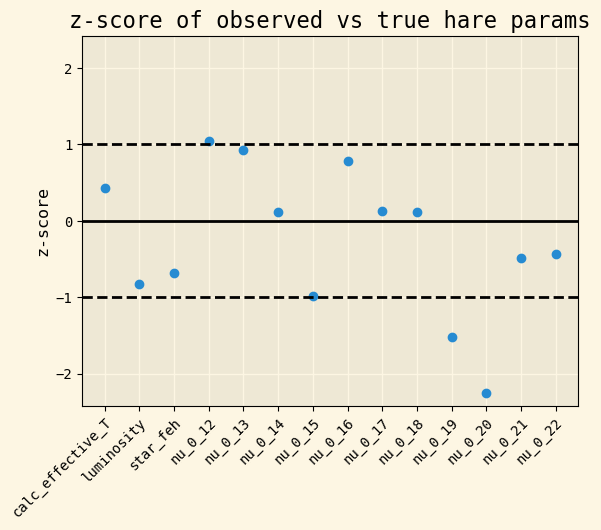 z-score of observed vs true hare params
z-score
2
1
0
−1
−2
calc_effective_T
luminosity
star_feh
nu_0_12
nu_0_13
nu_0_14
nu_0_15
nu_0_16
nu_0_17
nu_0_18
nu_0_19
nu_0_20
nu_0_21
nu_0_22